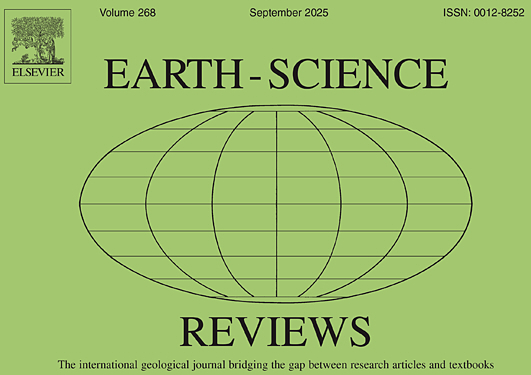 Volume 268 September 2025 ISSN: 0012-8252
ELSEVIER
EARTH-SCIENCE
REVIEWS
The international geological journal bridging the gap between research articles and textbooks